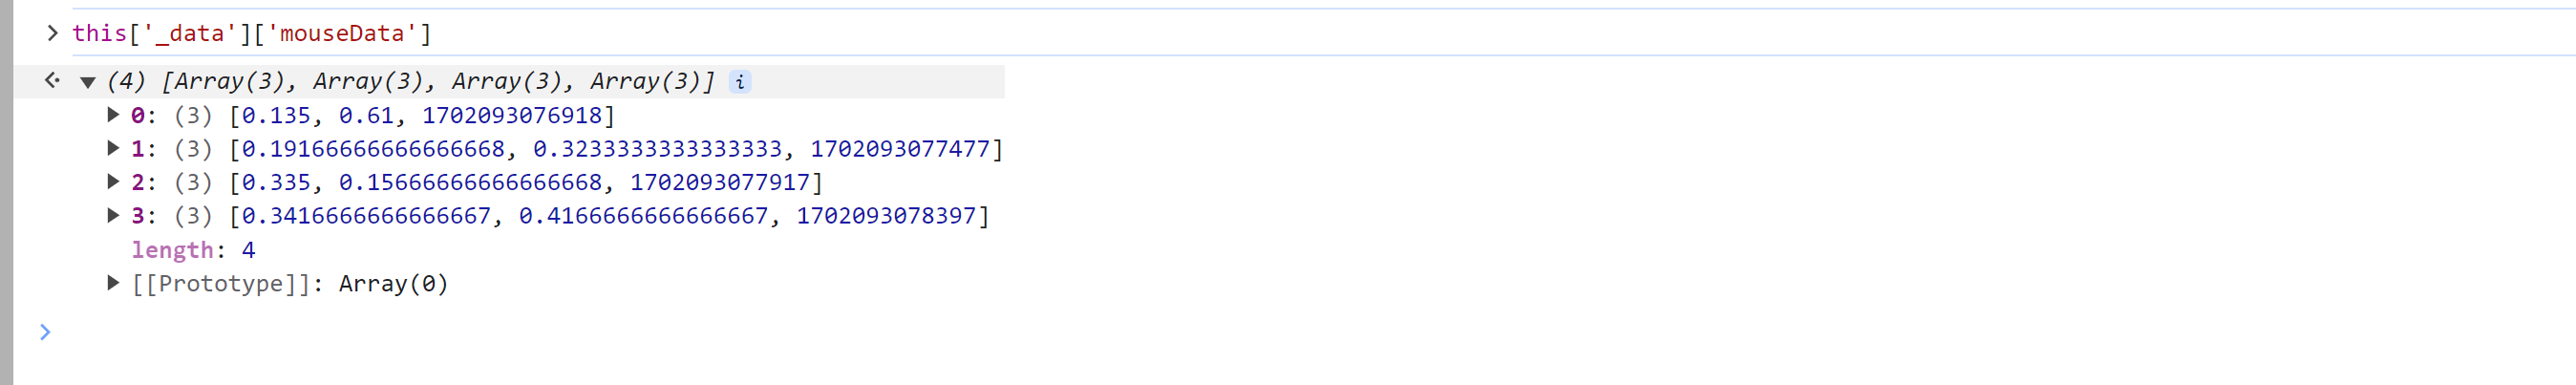 this['_data']['mouseData']
(4) [Array(3), Array(3), Array(3), Array(3)] i
0: (3) [0.135, 0.61, 1702093076918]
1: (3) [0.19166666666666668, 0.3233333333333333, 1702093077477]
2: (3) [0.335, 0.15666666666666668, 1702093077917]
3: (3) [0.3416666666666667, 0.4166666666666667, 1702093078397]
length: 4
[[Prototype]]: Array(0)